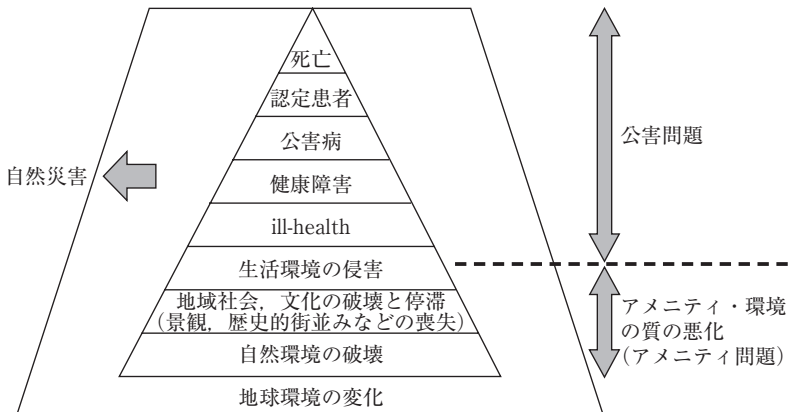 死亡
認定患者
公害病
健康障害
ill-health
生活環境の侵害
地域社会，文化の破壊と停滞
（景観，歴史的街並みなどの喪失）
自然環境の破壊
地球環境の変化
自然災害
公害問題
アメニティ・環境
の質の悪化
（アメニティ問題）